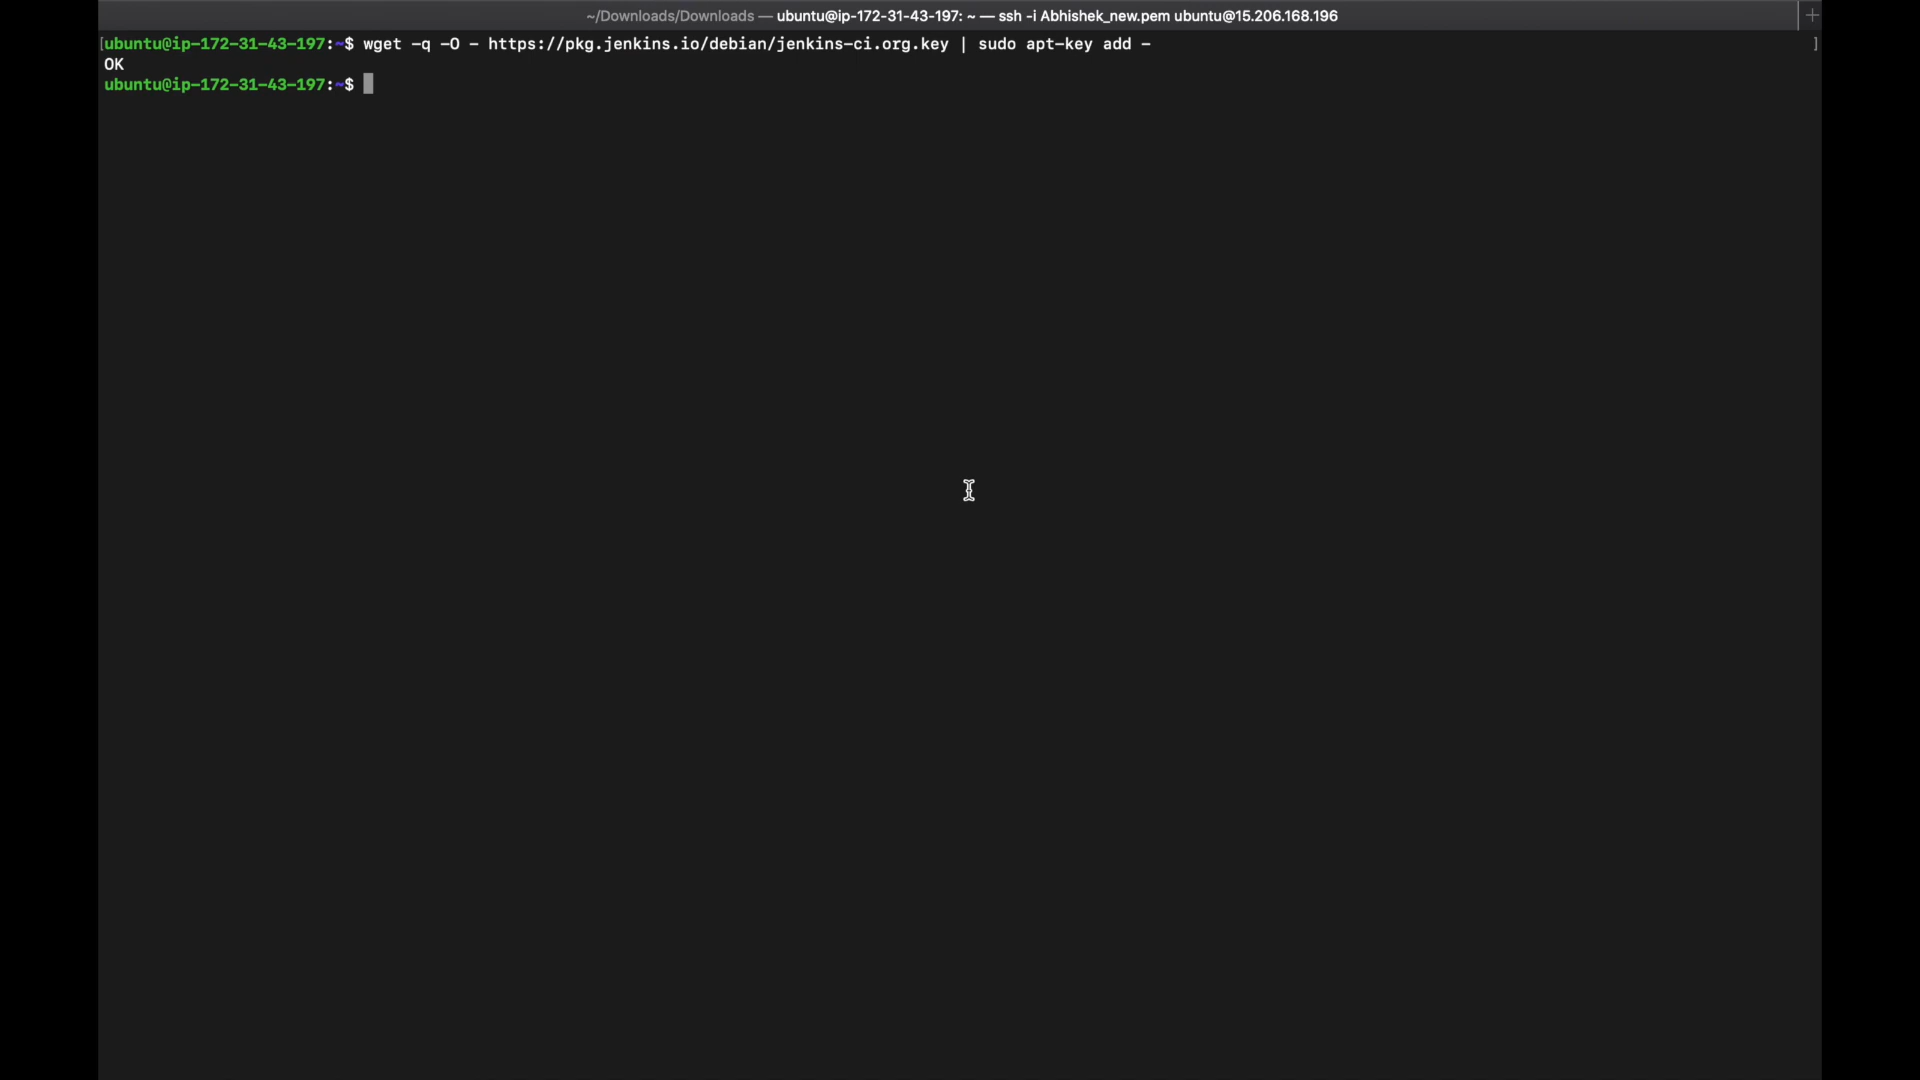 ~/Downloads/Downloads — ubuntu@ip-172-31-43-197: ~ — ssh -i Abhishek_new.pem ubuntu@15.206.168.196
[ubuntu@ip-172-31-43-197:~$ wget -q -O - https://pkg.jenkins.io/debian/jenkins-ci.org.key | sudo apt-key add - ]
OK
ubuntu@ip-172-31-43-197:~$